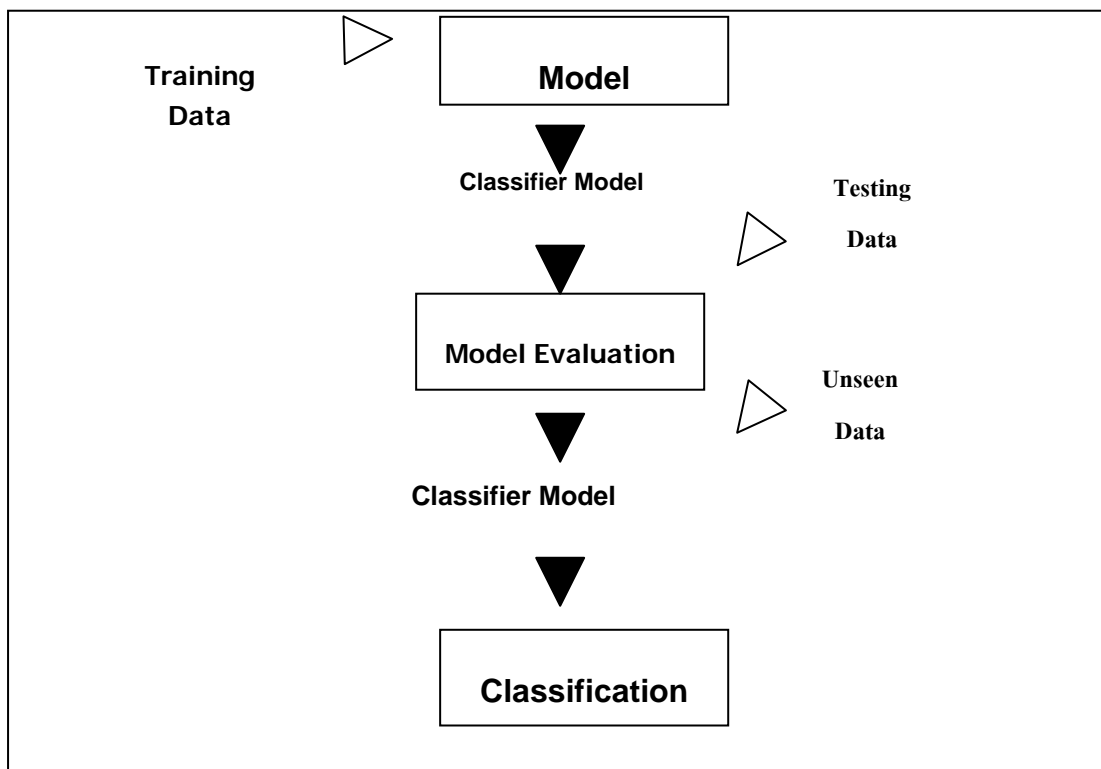 Training
Data
Model
Classifier Model
Testing
Data
Model Evaluation
Unseen
Data
Classifier Model
Classification